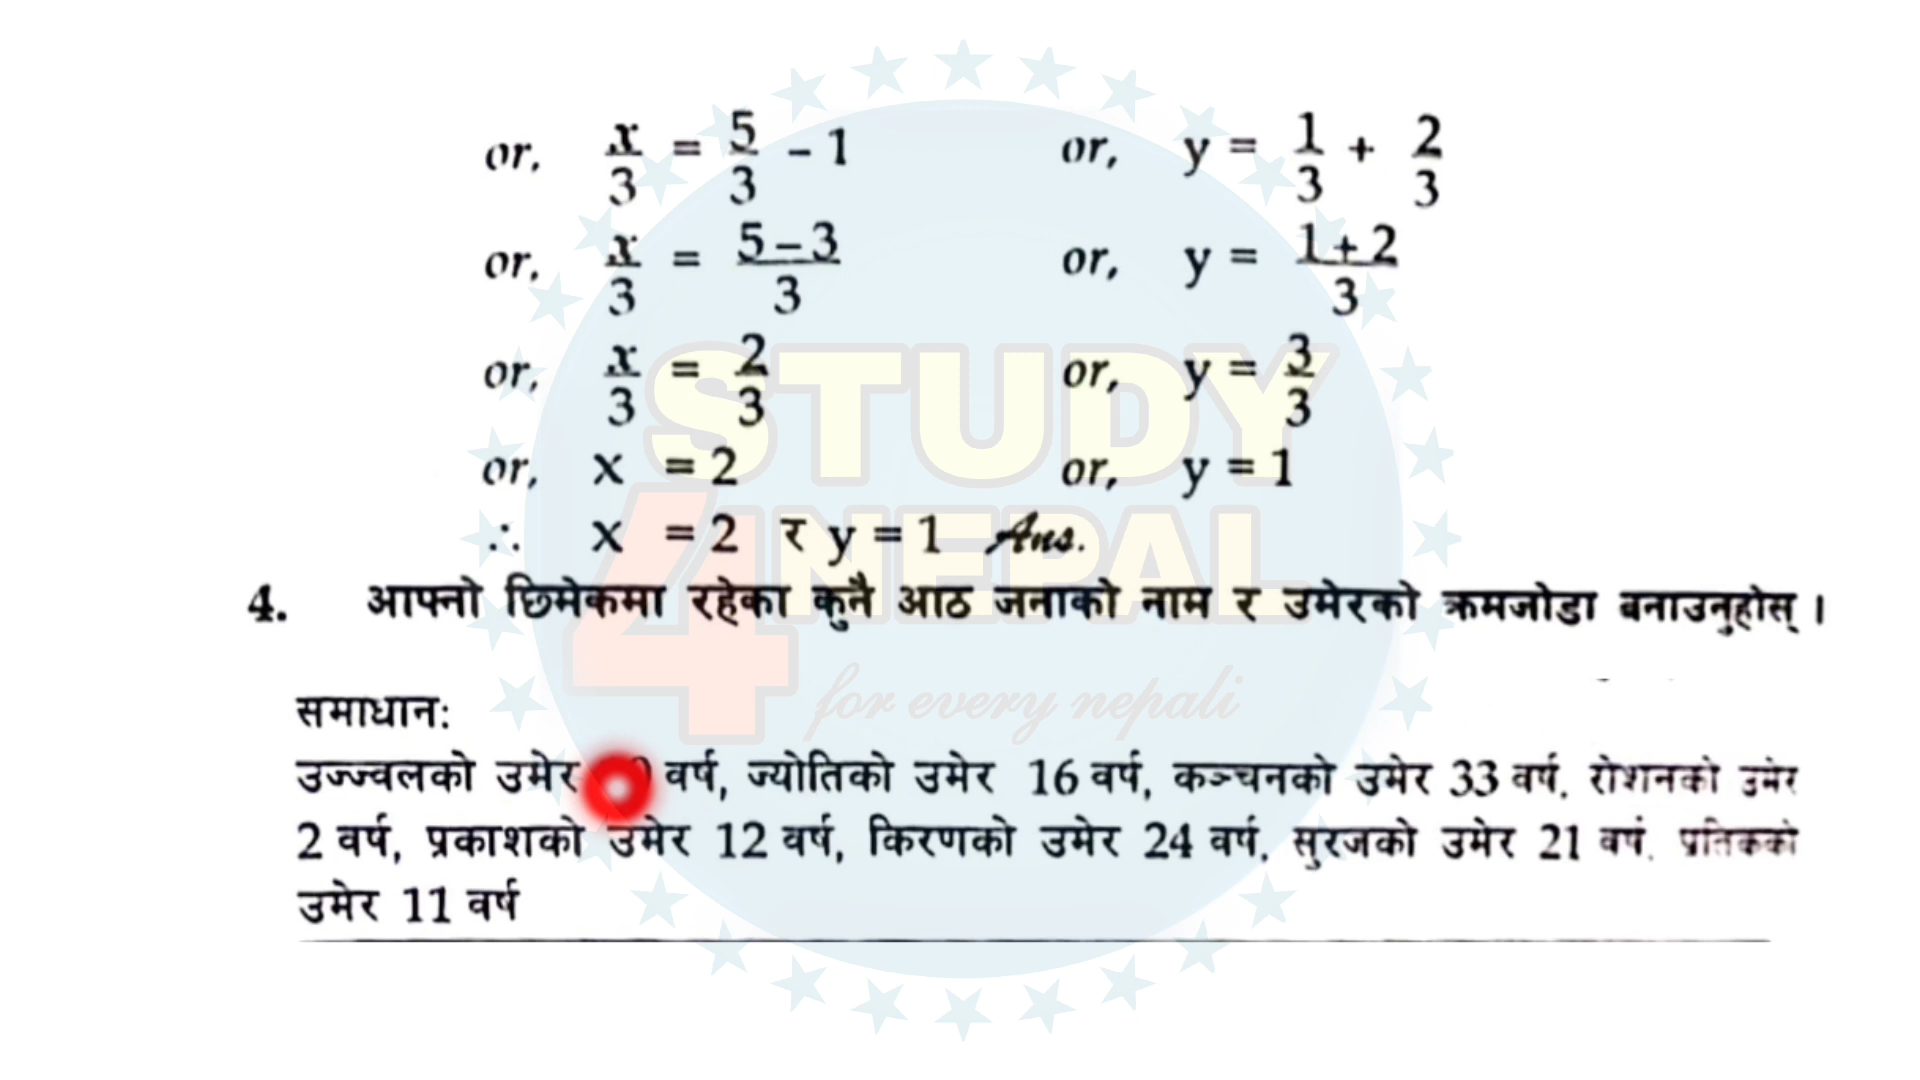 or, x/3 = 5/3 - 1 or, y = 1/3 + 2/3
or, x/3 = (5-3)/3 or, y = (1+2)/3
or, x/3 = 2/3 or, y = 3/3
or, x = 2 or, y = 1
∴ x = 2 र y = 1 Ans.
4. आफ्नो छिमेकमा रहेका कुनै आठ जनाको नाम र उमेरको क्रमजोडा बनाउनुहोस् ।
समाधान:
उज्ज्वलको उमेर वर्ष, ज्योतिको उमेर 16 वर्ष, कञ्चनको उमेर 33 वर्ष, रोशनको उमेर
2 वर्ष, प्रकाशको उमेर 12 वर्ष, किरणको उमेर 24 वर्ष, सुरजको उमेर 21 वर्ष, प्रतिकको
उमेर 11 वर्ष
STUDY
4 NEPAL
for every nepali